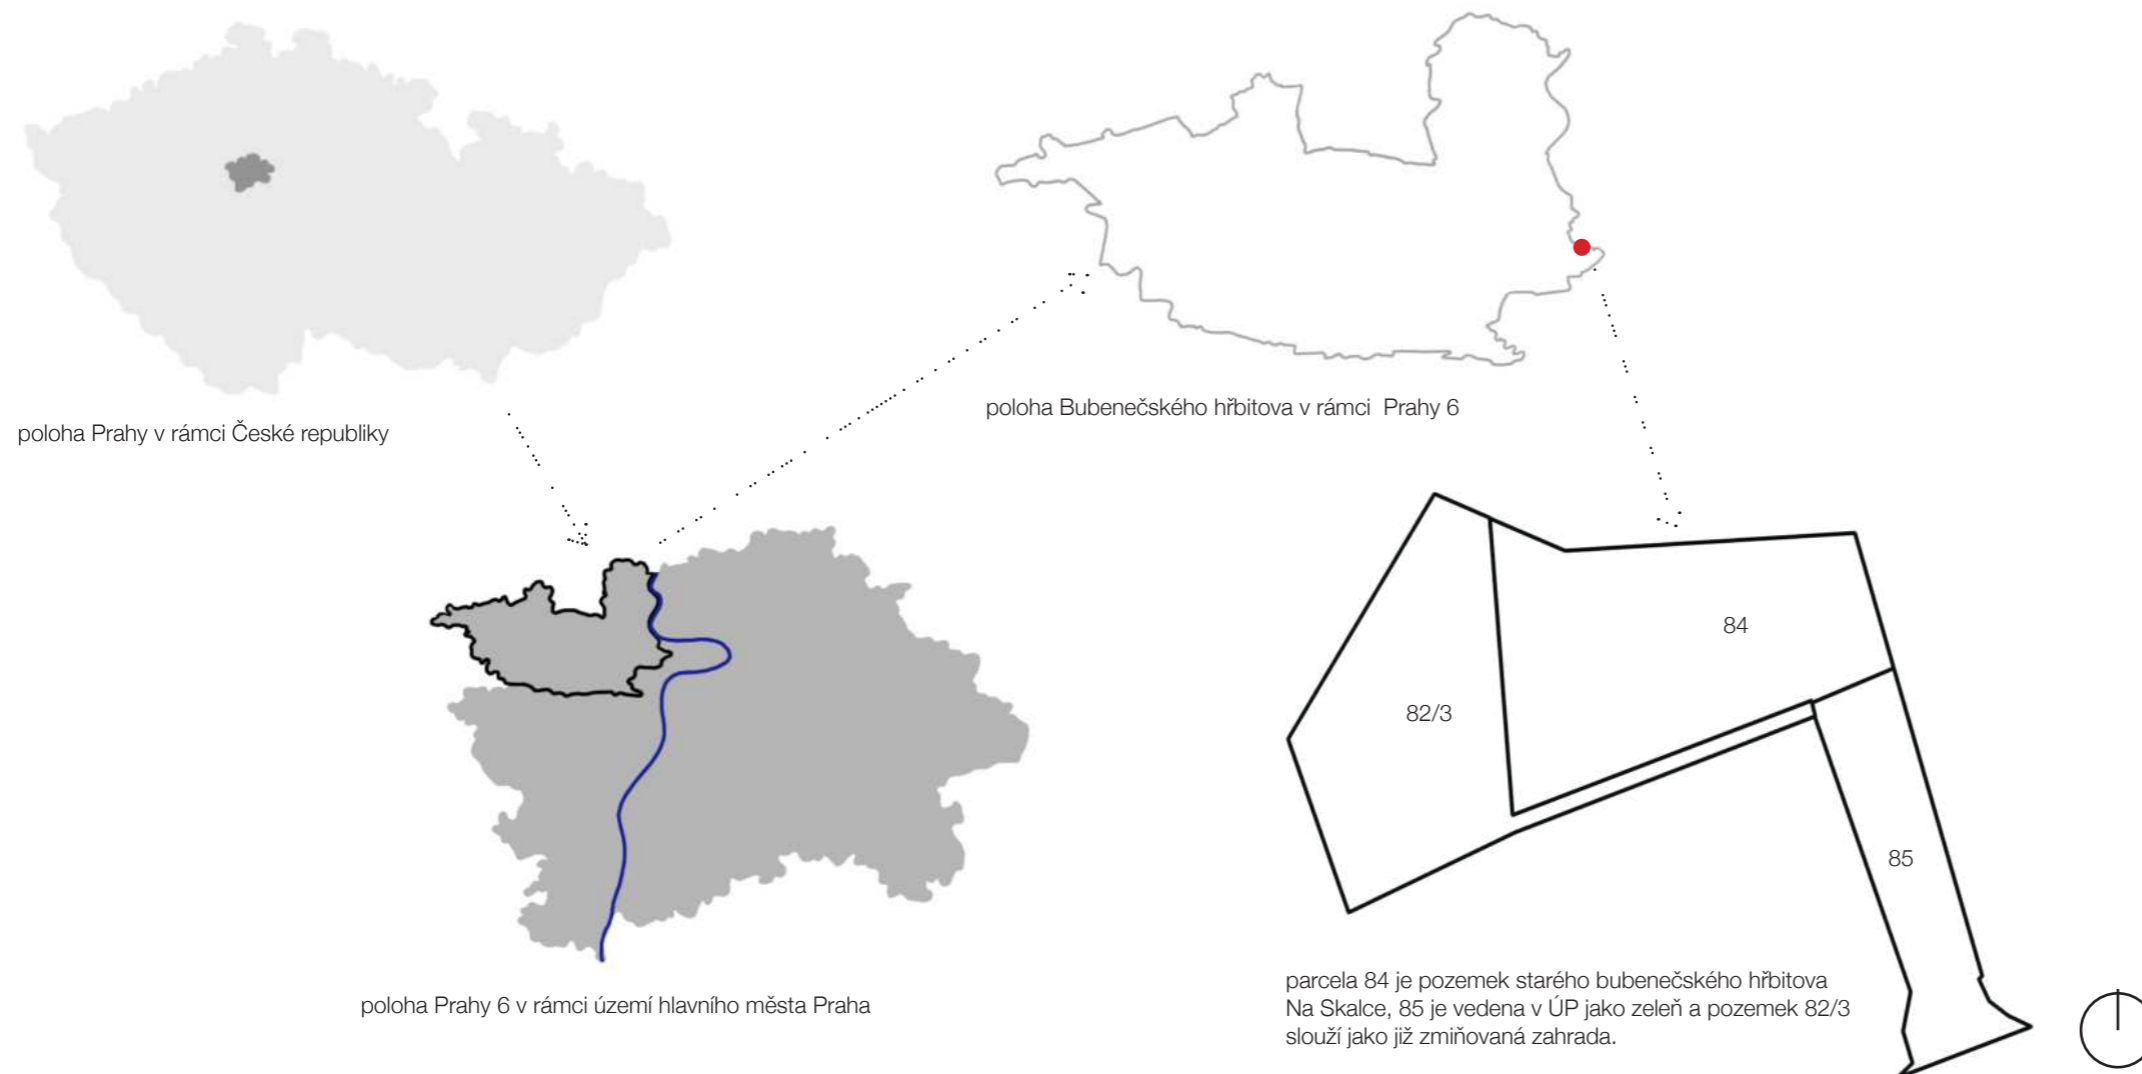 poloha Prahy v rámci České republiky
poloha Bubenečského hřbitova v rámci  Prahy 6
poloha Prahy 6 v rámci území hlavního města Praha
84
82/3
85
parcela 84 je pozemek starého bubenečského hřbitova
Na Skalce, 85 je vedena v ÚP jako zeleň a pozemek 82/3
slouží jako již zmiňovaná zahrada.